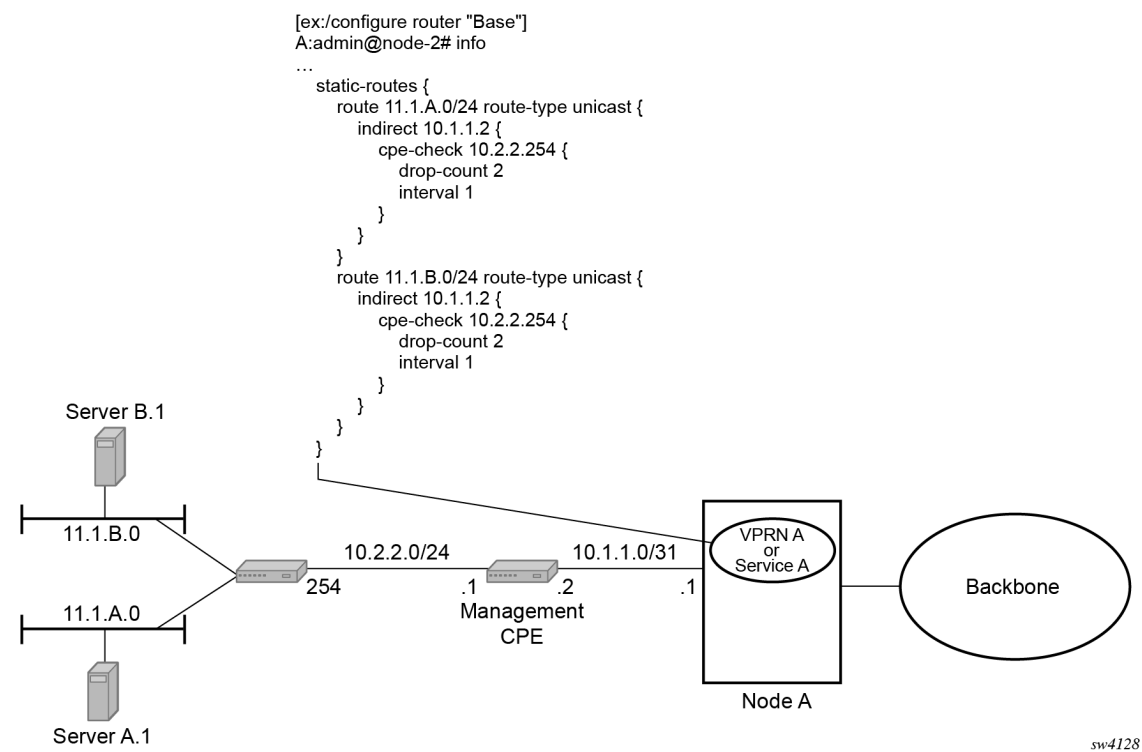 [ex:/configure router "Base"]
A:admin@node-2# info
…
static-routes {
route 11.1.A.0/24 route-type unicast {
indirect 10.1.1.2 {
cpe-check 10.2.2.254 {
drop-count 2
interval 1
}
}
}
route 11.1.B.0/24 route-type unicast {
indirect 10.1.1.2 {
cpe-check 10.2.2.254 {
drop-count 2
interval 1
}
}
}
}
Server B.1
11.1.B.0
11.1.A.0
Server A.1
254
10.2.2.0/24
.1
Management
CPE
.2
10.1.1.0/31
.1
VPRN A
or
Service A
Node A
Backbone
sw4128